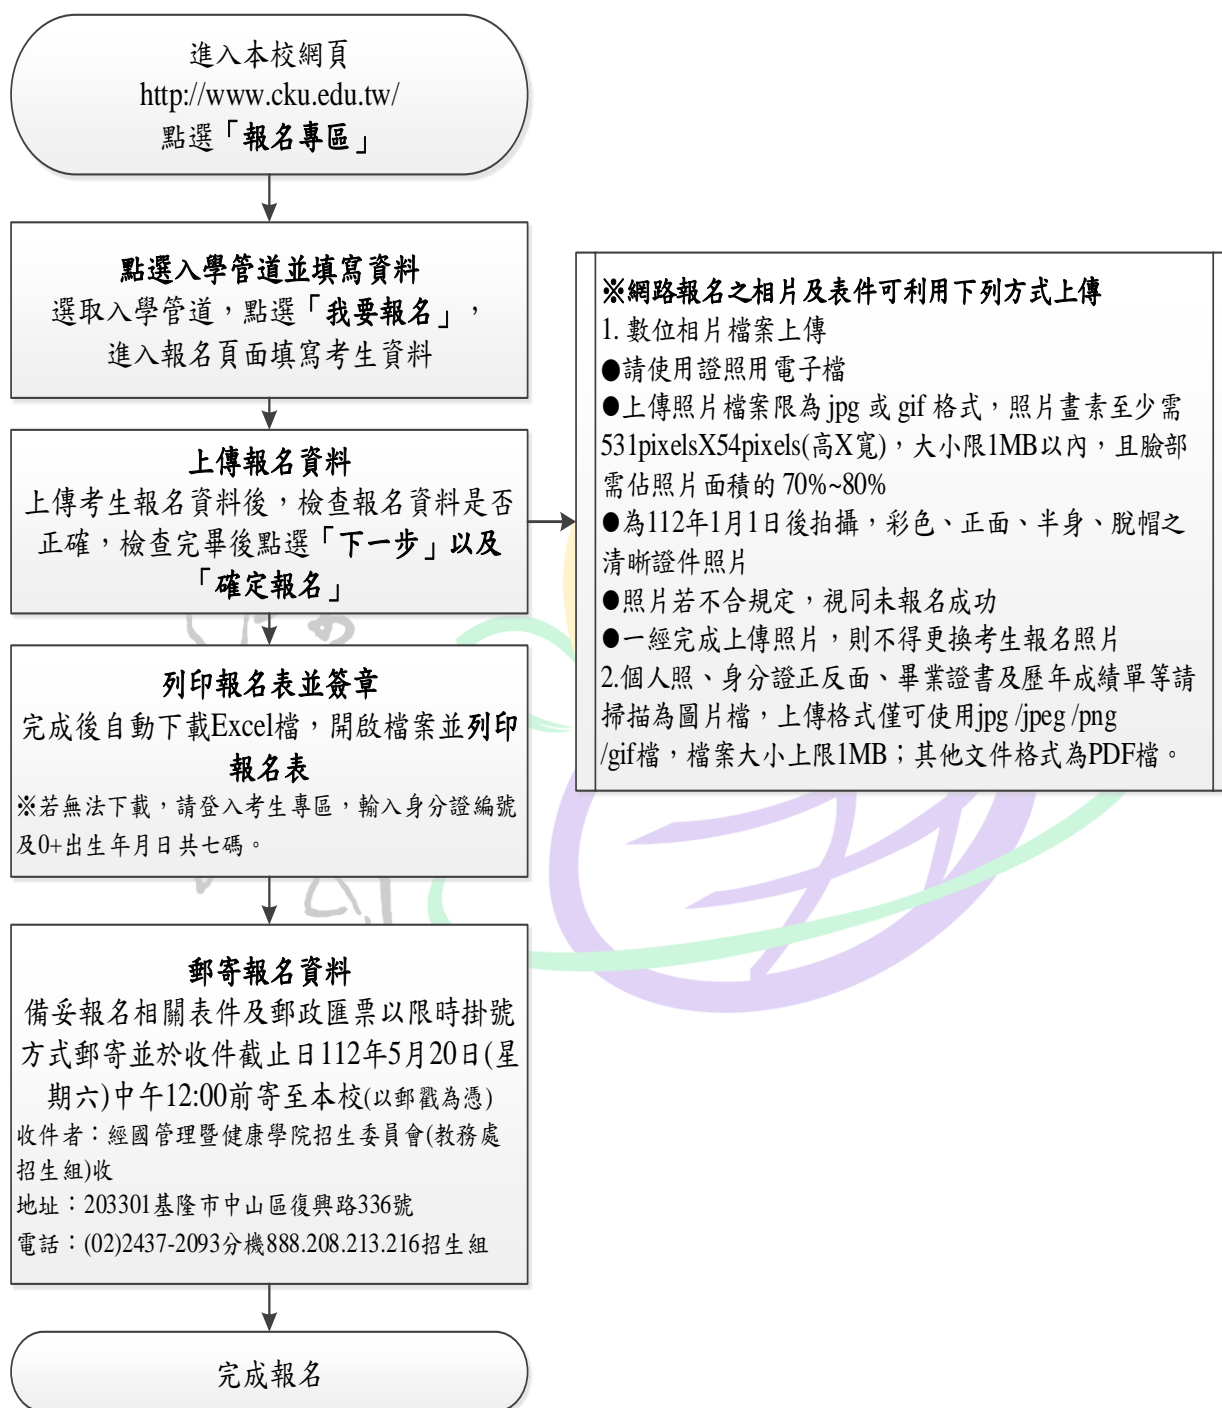 進入本校網頁
http://www.cku.edu.tw/
點選「報名專區」
點選入學管道並填寫資料
選取入學管道，點選「我要報名」，
進入報名頁面填寫考生資料
上傳報名資料
上傳考生報名資料後，檢查報名資料是否
正確，檢查完畢後點選「下一步」以及
「確定報名」
※網路報名之相片及表件可利用下列方式上傳
1. 數位相片檔案上傳
●請使用證照用電子檔
●上傳照片檔案限為 jpg 或 gif 格式，照片畫素至少需
531pixelsX54pixels(高X寬)，大小限1MB以內，且臉部
需佔照片面積的 70%~80%
●為112年1月1日後拍攝，彩色、正面、半身、脫帽之
清晰證件照片
●照片若不合規定，視同未報名成功
●一經完成上傳照片，則不得更換考生報名照片
2.個人照、身分證正反面、畢業證書及歷年成績單等請
掃描為圖片檔，上傳格式僅可使用jpg /jpeg /png
/gif檔，檔案大小上限1MB；其他文件格式為PDF檔。
列印報名表並簽章
完成後自動下載Excel檔，開啟檔案並列印
報名表
※若無法下載，請登入考生專區，輸入身分證編號
及0+出生年月日共七碼。
郵寄報名資料
備妥報名相關表件及郵政匯票以限時掛號
方式郵寄並於收件截止日112年5月20日(星
期六)中午12:00前寄至本校(以郵戳為憑)
收件者：經國管理暨健康學院招生委員會(教務處
招生組)收
地址：203301基隆市中山區復興路336號
電話：(02)2437-2093分機888.208.213.216招生組
完成報名